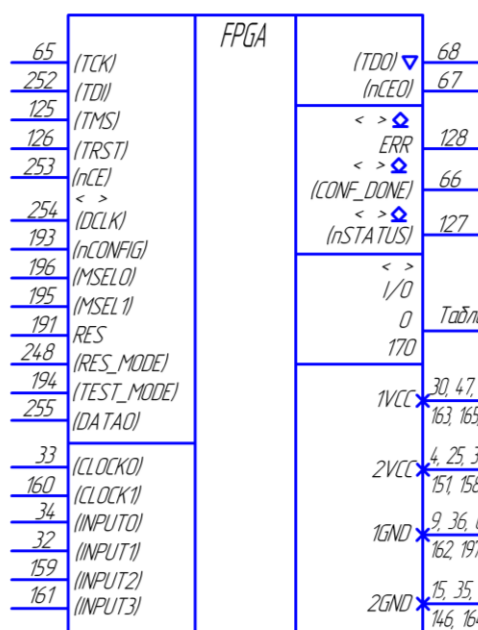 FPGA
65 (TCK)
252 (TDI)
125 (TMS)
126 (TRST)
253 (nCE)
< >
254 (DCLK)
193 (nCONFIG)
196 (MSEL0)
195 (MSEL1)
191 RES
248 (RES_MODE)
194 (TEST_MODE)
255 (DATA0)
33 (CLOCK0)
160 (CLOCK1)
34 (INPUT0)
32 (INPUT1)
159 (INPUT2)
161 (INPUT3)
(TDO) 68
(nCEO) 67
< >
ERR 128
< >
(CONF_DONE) 66
< >
(nSTATUS) 127
< >
I/O
0
170
1VCC 30, 47,
163, 165,
2VCC 4, 25,
151, 158
1GND 9, 36,
162, 197
2GND 15, 35,
146, 164